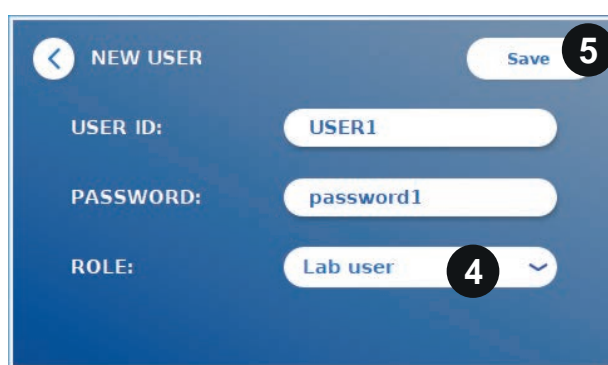 NEW USER Save 5
USER ID: USER1
PASSWORD: password1
ROLE: Lab user 4